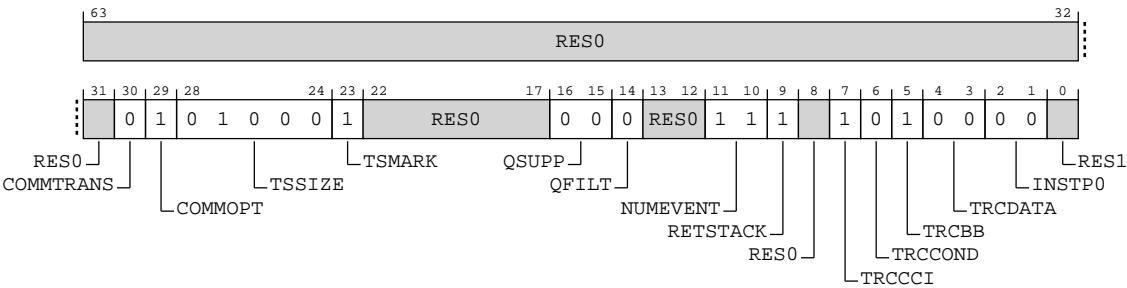 63 32
RES0
31 30 29 28 24 23 22 17 16 15 14 13 12 11 10 9 8 7 6 5 4 3 2 1 0
0 1 0 1 0 0 0 1 RES0 0 0 0 RES0 1 1 1 1 0 1 0 0 0 0
RES0 TSMARK QSUPP RES1
COMMTRANS TSSIZE QFILT INSTP0
COMMOPT NUMEVENT TRCDATA
RETSTACK TRCBB
RES0 TRCCOND
TRCCCI